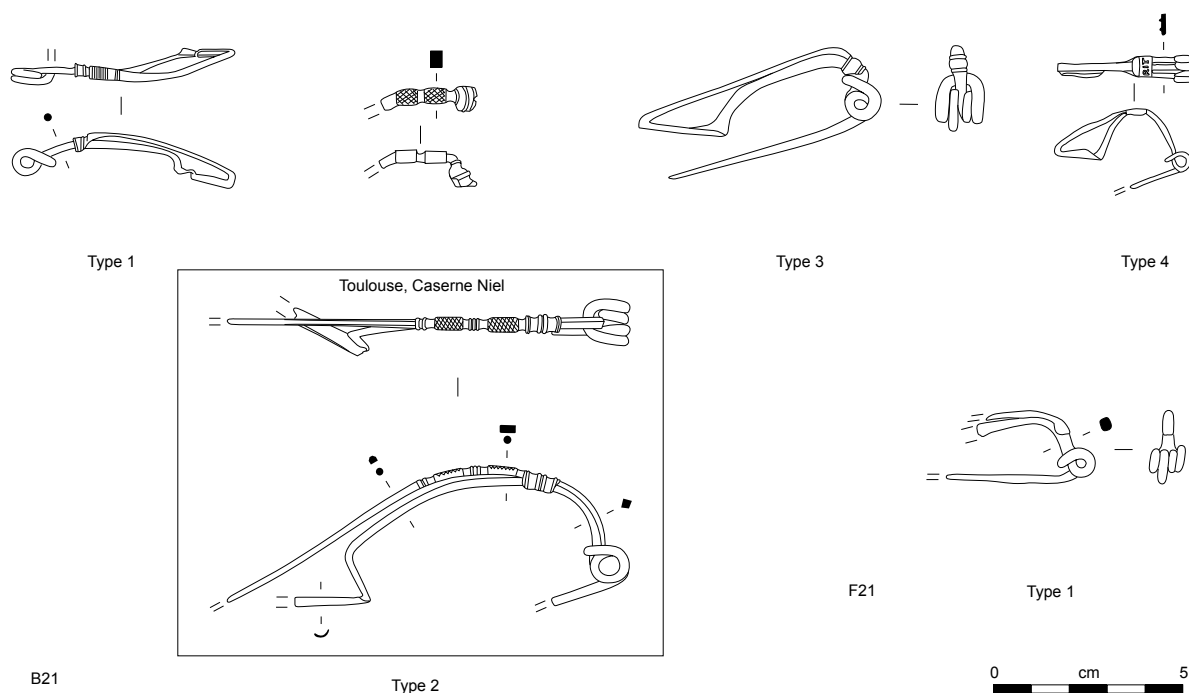 Type 1
Type 3
Type 4
Toulouse, Caserne Niel
F21
Type 1
B21
Type 2
0 cm 5